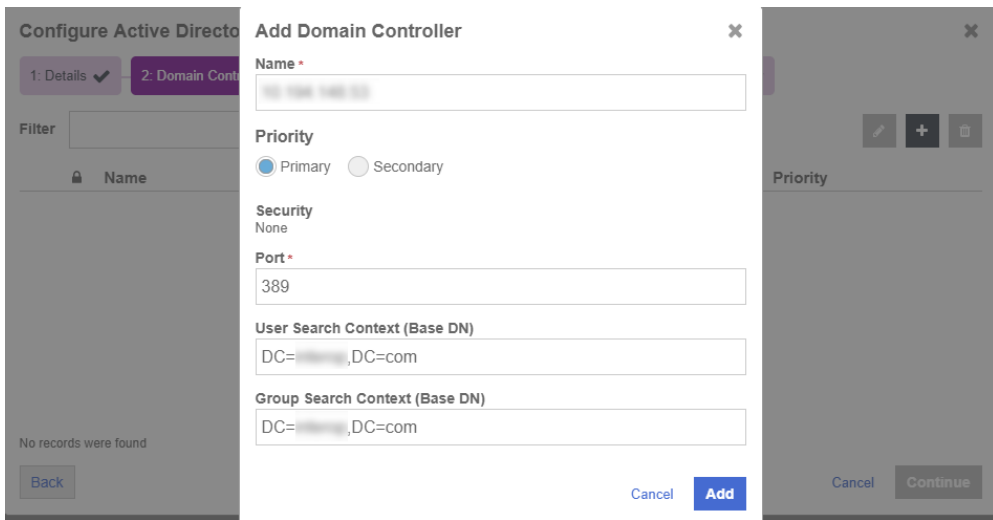 Configure Active Directo
Add Domain Controller
1: Details
2: Domain Cont
Name *
Filter
Priority
Primary
Secondary
Name
Priority
Security
None
Port *
389
User Search Context (Base DN)
DC= ,DC=com
Group Search Context (Base DN)
DC= ,DC=com
No records were found
Back
Cancel
Add
Cancel
Continue